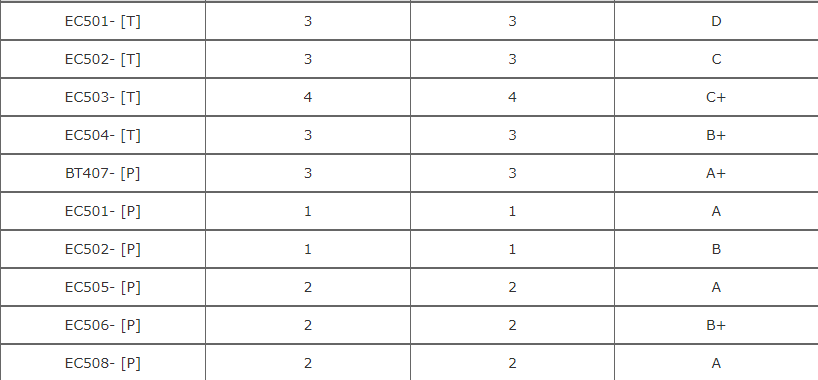 EC501- [T] 3 3 D
EC502- [T] 3 3 C
EC503- [T] 4 4 C+
EC504- [T] 3 3 B+
BT407- [P] 3 3 A+
EC501- [P] 1 1 A
EC502- [P] 1 1 B
EC505- [P] 2 2 A
EC506- [P] 2 2 B+
EC508- [P] 2 2 A